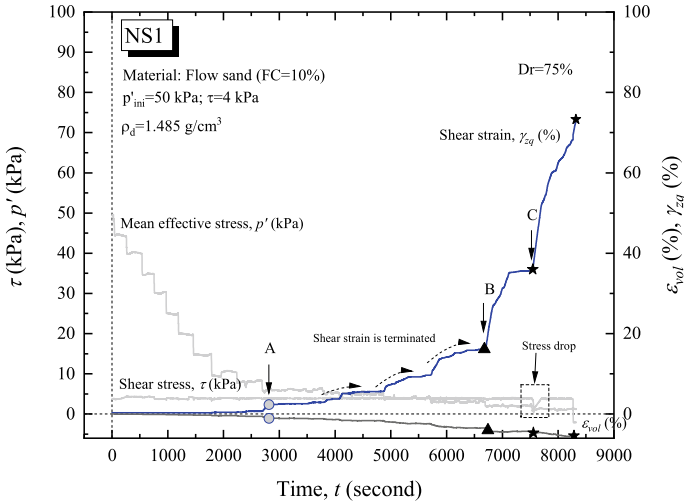 NS1
Material: Flow sand (FC=10%)
p'ini=50 kPa; τ=4 kPa
ρd=1.485 g/cm³
Dr=75%
Shear strain, γzq (%)
Mean effective stress, p' (kPa)
C
B
A
Shear strain is terminated
Stress drop
Shear stress, τ (kPa)
εvol (%)
τ (kPa), p' (kPa)
100
90
80
70
60
50
40
30
20
10
0
εvol (%), γzq (%)
100
80
60
40
20
0
0 1000 2000 3000 4000 5000 6000 7000 8000 9000
Time, t (second)